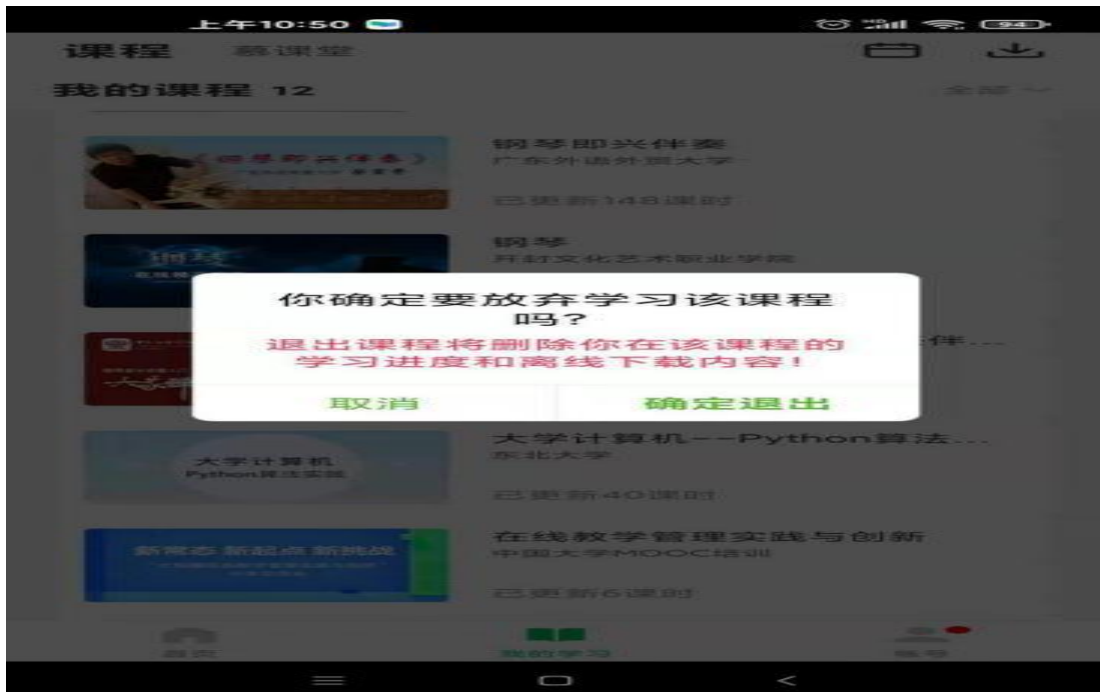 上午10:50
94
课程 慕课堂
我的课程 12
全部
《钢琴即兴伴奏》
钢琴即兴伴奏
广东外语外贸大学
已更新148课时
钢琴
钢琴
开封文化艺术职业学院
你确定要放弃学习该课程
吗?
退出课程将删除你在该课程的
学习进度和离线下载内容!
取消
确定退出
伴...
大学计算机
Python算法实践
大学计算机--Python算法...
东北大学
已更新40课时
新常态 新起点 新挑战
在线教学管理实践与创新
中国大学MOOC培训
已更新6课时
首页
我的学习
账号